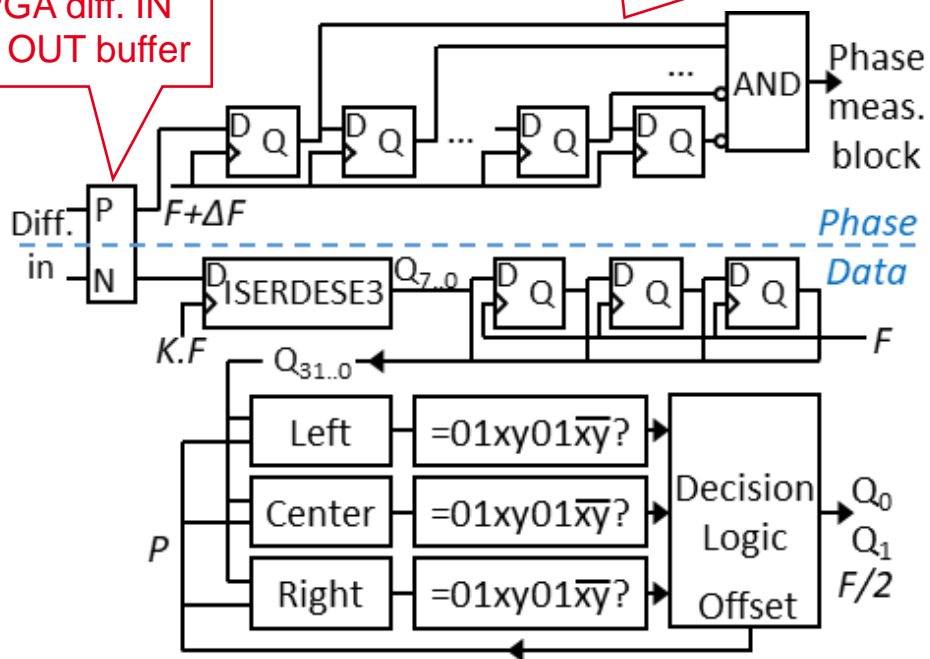 diff. IN
OUT buffer
D Q
D Q
...
D Q
D Q
...
AND
Phase
meas.
block
Diff.
in
P
N
F+ΔF
Phase
Data
D
ISERDESE3
K.F
Q7..0
D Q
D Q
D Q
F
Q31..0
Left
=01xy01x̅y̅?
Center
=01xy01x̅y̅?
Right
=01xy01x̅y̅?
P
Decision
Logic
Offset
Q0
Q1
F/2